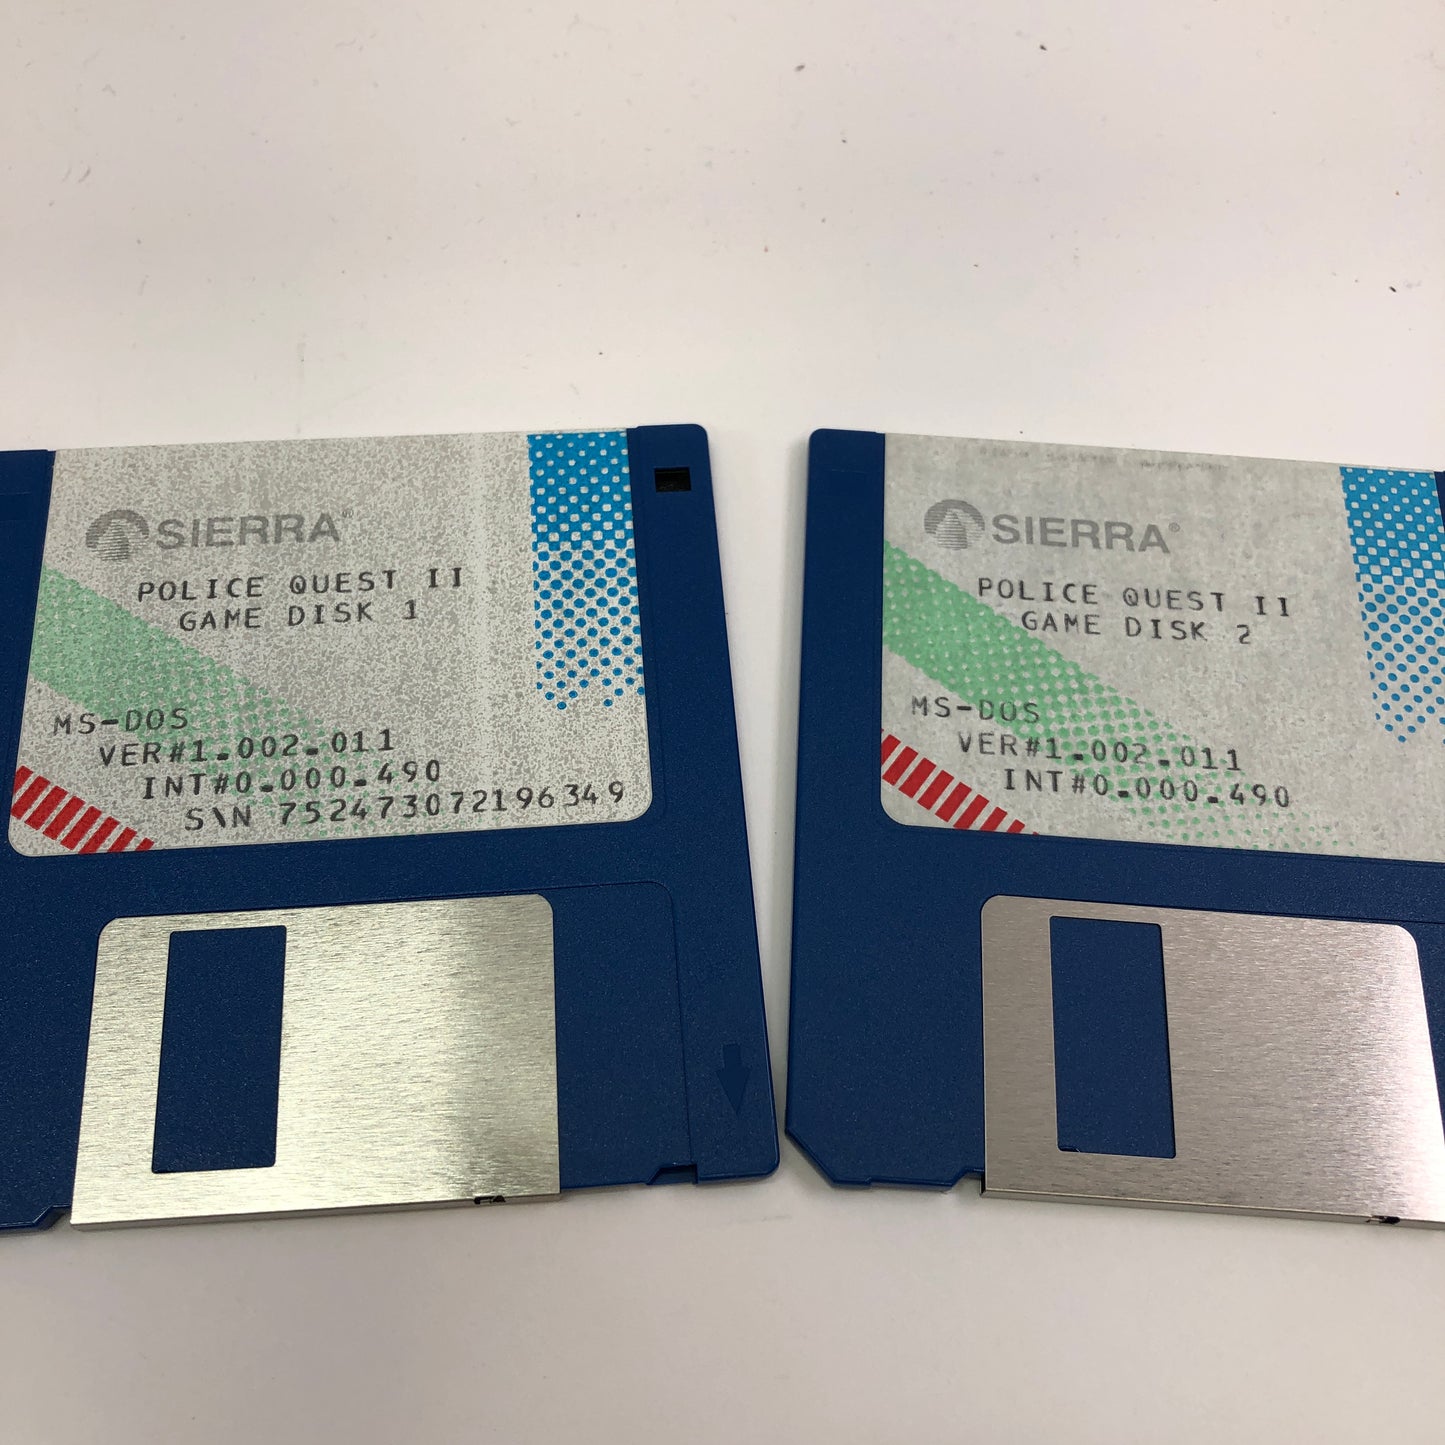 SIERRA®
POLICE QUEST II
GAME DISK 1
MS-DOS
VER#1.002.011
INT#0.000.490
S\N 752473072196349
SIERRA®
POLICE QUEST II
GAME DISK 2
MS-DOS
VER#1.002.011
INT#0.000.490